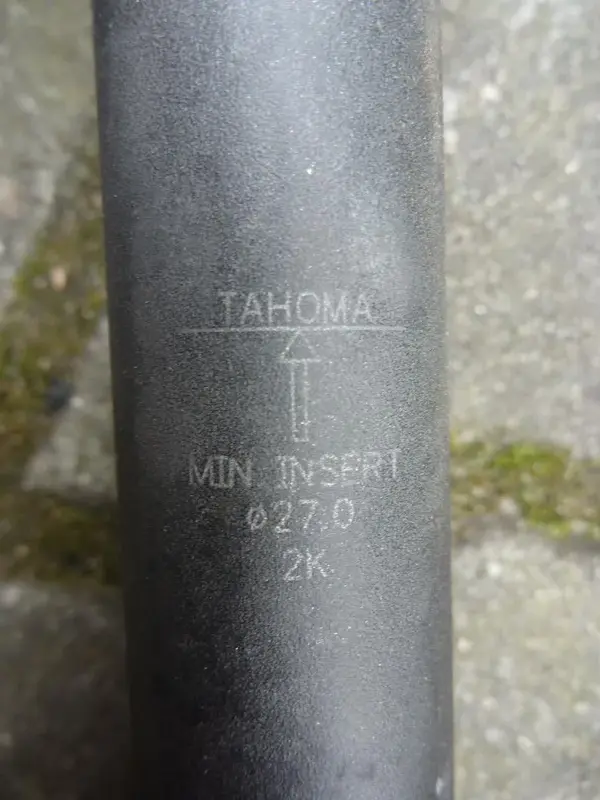 TAHOMA
MIN INSERT
ø27.0
2K